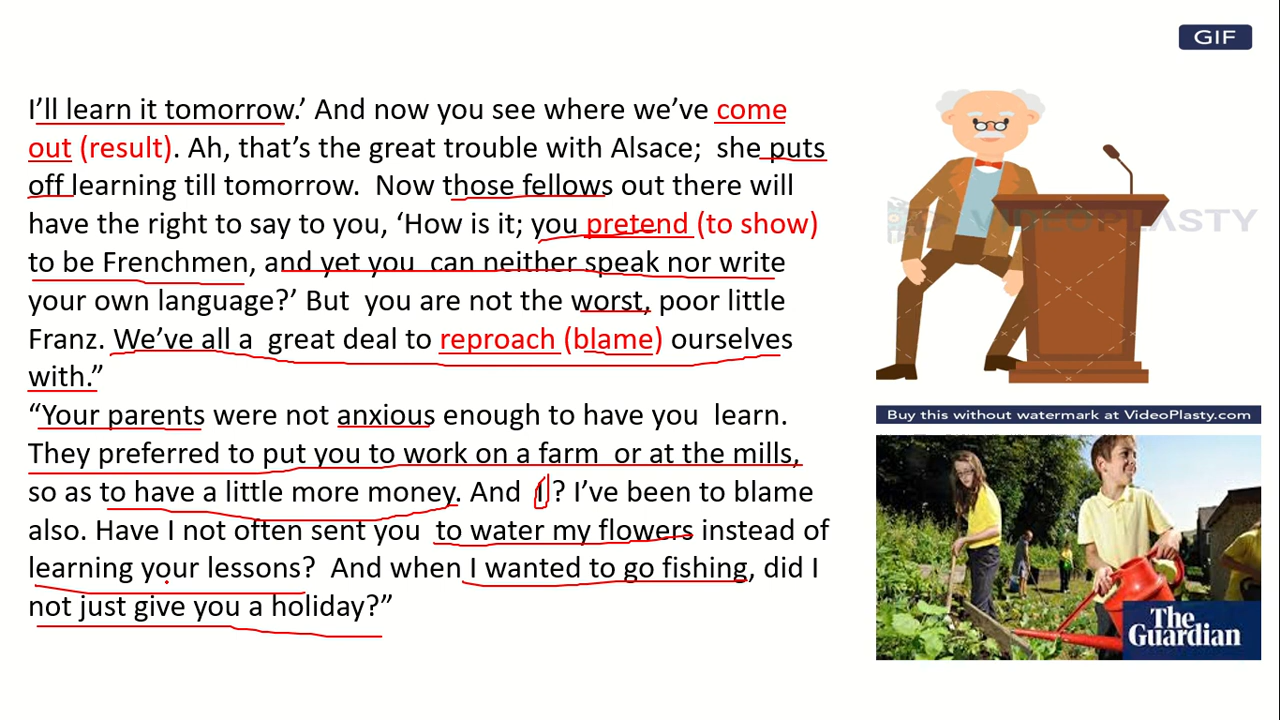 GIF
I'll learn it tomorrow.' And now you see where we've come
out (result). Ah, that's the great trouble with Alsace; she puts
off learning till tomorrow. Now those fellows out there will
have the right to say to you, 'How is it; you pretend (to show)
to be Frenchmen, and yet you can neither speak nor write
your own language?' But you are not the worst, poor little
Franz. We've all a great deal to reproach (blame) ourselves
with."
"Your parents were not anxious enough to have you learn.
They preferred to put you to work on a farm or at the mills,
so as to have a little more money. And I ? I've been to blame
also. Have I not often sent you to water my flowers instead of
learning your lessons? And when I wanted to go fishing, did I
not just give you a holiday?"
VIDEOPLASTY
Buy this without watermark at VideoPlasty.com
The
Guardian